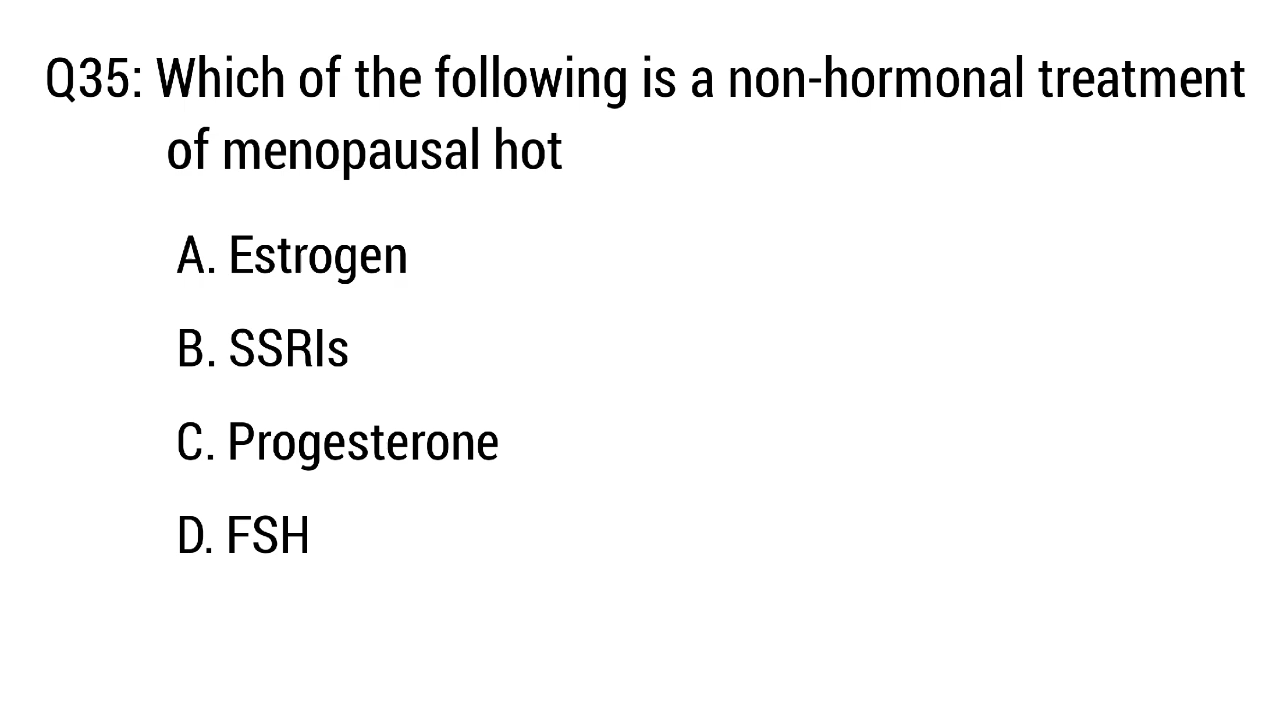 Q35: Which of the following is a non-hormonal treatment
of menopausal hot
A. Estrogen
B. SSRIs
C. Progesterone
D. FSH